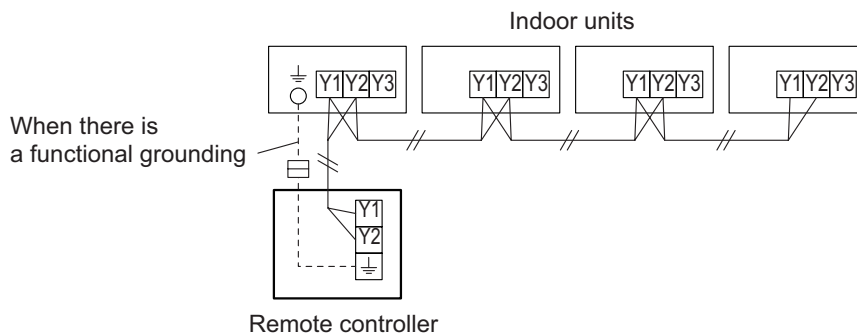 Indoor units
Y1 Y2 Y3 Y1 Y2 Y3 Y1 Y2 Y3 Y1 Y2 Y3
When there is
a functional grounding
Y1
Y2
Remote controller